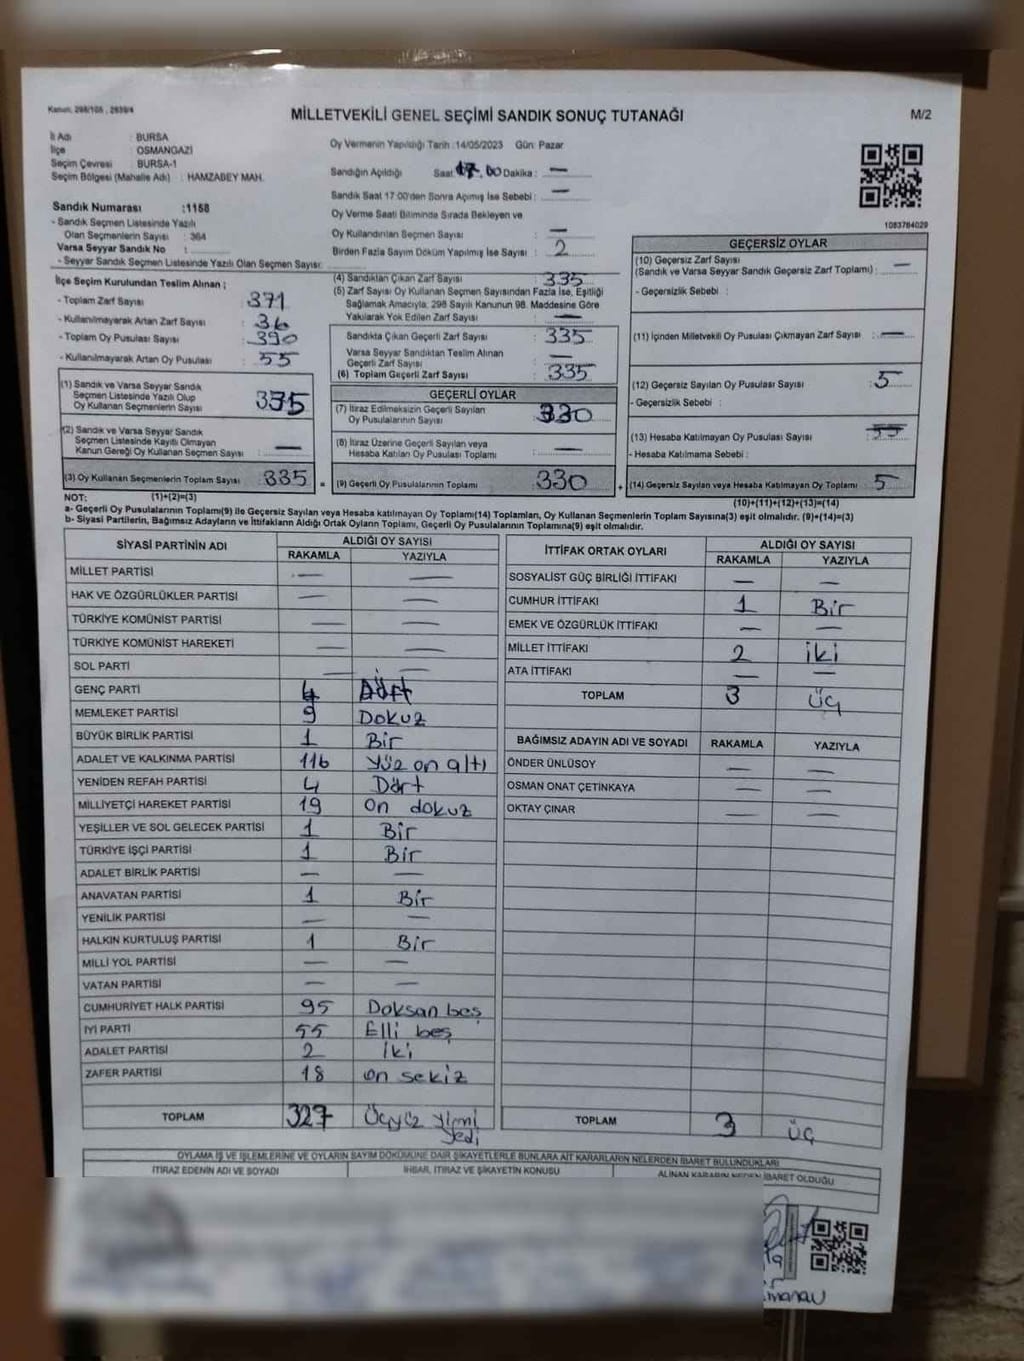 Kanun: 298/105, 2839/4
MİLLETVEKİLİ GENEL SEÇİMİ SANDIK SONUÇ TUTANAĞI
M/2
İl Adı : BURSA
İlçe : OSMANGAZİ
Seçim Çevresi : BURSA-1
Seçim Bölgesi (Mahalle Adı) : HAMZABEY MAH.
Sandık Numarası :1158
- Sandık Seçmen Listesinde Yazılı
Olan Seçmenlerin Sayısı : 364
Varsa Seyyar Sandık No :
- Seyyar Sandık Seçmen Listesinde Yazılı Olan Seçmen Sayısı:
Oy Vermenin Yapıldığı Tarih :14/05/2023 Gün: Pazar
Sandığın Açıldığı Saat 17.00 Dakika : —
Sandık Saat 17:00'den Sonra Açımış İse Sebebi : —
Oy Verme Saati Bitiminde Sırada Bekleyen ve
Oy Kullandırılan Seçmen Sayısı : —
Birden Fazla Sayım Döküm Yapılmış İse Sayısı : 2
1083764029
İlçe Seçim Kurulundan Teslim Alınan ;
- Toplam Zarf Sayısı 371
- Kullanılmayarak Artan Zarf Sayısı : 36
- Toplam Oy Pusulası Sayısı : 390
- Kullanılmayarak Artan Oy Pusulası : 55
(1) Sandık ve Varsa Seyyar Sandık
Seçmen Listesinde Yazılı Olup
Oy Kullanan Seçmenlerin Sayısı 335
(2) Sandık ve Varsa Seyyar Sandık
Seçmen Listesinde Kayıtlı Olmayan
Kanun Gereği Oy Kullanan Seçmen Sayısı : —
(3) Oy Kullanan Seçmenlerin Toplam Sayısı : 335
(4) Sandıktan Çıkan Zarf Sayısı 335
(5) Zarf Sayısı Oy Kullanan Seçmen Sayısından Fazla İse, Eşitliği
Sağlamak Amacıyla, 298 Sayılı Kanunun 98. Maddesine Göre
Yakılarak Yok Edilen Zarf Sayısı : —
Sandıkta Çıkan Geçerli Zarf Sayısı : 335
Varsa Seyyar Sandıktan Teslim Alınan
Geçerli Zarf Sayısı —
(6) Toplam Geçerli Zarf Sayısı : 335
GEÇERLİ OYLAR
(7) İtiraz Edilmeksizin Geçerli Sayılan
Oy Pusulalarının Sayısı : 330
(8) İtiraz Üzerine Geçerli Sayılan veya
Hesaba Katılan Oy Pusulası Toplamı : —
= (9) Geçerli Oy Pusulalarının Toplamı : 330
GEÇERSİZ OYLAR
(10) Geçersiz Zarf Sayısı
(Sandık ve Varsa Seyyar Sandık Geçersiz Zarf Toplamı) : —
- Geçersizlik Sebebi :
(11) İçinden Milletvekili Oy Pusulası Çıkmayan Zarf Sayısı : —
(12) Geçersiz Sayılan Oy Pusulası Sayısı : 5
- Geçersizlik Sebebi :
(13) Hesaba Katılmayan Oy Pusulası Sayısı : 55
- Hesaba Katılmama Sebebi :
+ (14) Geçersiz Sayılan veya Hesaba Katılmayan Oy Toplamı : 5
NOT: (1)+(2)=(3) (10)+(11)+(12)+(13)=(14)
a- Geçerli Oy Pusulalarının Toplamı(9) ile Geçersiz Sayılan veya Hesaba katılmayan Oy Toplamı(14) Toplamları, Oy Kullanan Seçmenlerin Toplam Sayısına(3) eşit olmalıdır. (9)+(14)=(3)
b- Siyasi Partilerin, Bağımsız Adayların ve İttifakların Aldığı Ortak Oyların Toplamı, Geçerli Oy Pusulalarının Toplamına(9) eşit olmalıdır.
SİYASİ PARTİNİN ADI ALDIĞI OY SAYISI
RAKAMLA YAZIYLA
MİLLET PARTİSİ — —
HAK VE ÖZGÜRLÜKLER PARTİSİ — —
TÜRKİYE KOMÜNİST PARTİSİ — —
TÜRKİYE KOMÜNİST HAREKETİ — —
SOL PARTİ —
GENÇ PARTİ 4 Dört
MEMLEKET PARTİSİ 9 Dokuz
BÜYÜK BİRLİK PARTİSİ 1 Bir
ADALET VE KALKINMA PARTİSİ 116 Yüz on altı
YENİDEN REFAH PARTİSİ 4 Dört
MİLLİYETÇİ HAREKET PARTİSİ 19 On dokuz
YEŞİLLER VE SOL GELECEK PARTİSİ 1 Bir
TÜRKİYE İŞÇİ PARTİSİ 1 Bir
ADALET BİRLİK PARTİSİ — —
ANAVATAN PARTİSİ 1 Bir
YENİLİK PARTİSİ — —
HALKIN KURTULUŞ PARTİSİ 1 Bir
MİLLİ YOL PARTİSİ — —
VATAN PARTİSİ — —
CUMHURİYET HALK PARTİSİ 95 Doksan beş
İYİ PARTİ 55 Elli beş
ADALET PARTİSİ 2 İki
ZAFER PARTİSİ 18 on sekiz
TOPLAM 327 Üçyüz yirmi yedi
İTTİFAK ORTAK OYLARI ALDIĞI OY SAYISI
RAKAMLA YAZIYLA
SOSYALİST GÜÇ BİRLİĞİ İTTİFAKI — —
CUMHUR İTTİFAKI 1 Bir
EMEK VE ÖZGÜRLÜK İTTİFAKI — —
MİLLET İTTİFAKI 2 İki
ATA İTTİFAKI — —
TOPLAM 3 Üç
BAĞIMSIZ ADAYIN ADI VE SOYADI RAKAMLA YAZIYLA
ÖNDER ÜNLÜSOY — —
OSMAN ONAT ÇETİNKAYA — —
OKTAY ÇINAR — —
TOPLAM 3 Üç
OYLAMA İŞ VE İŞLEMLERİNE VE OYLARIN SAYIM DÖKÜMÜNE DAİR ŞİKAYETLERLE BUNLARA AİT KARARLARIN NELERDEN İBARET BULUNDUKLARI
İTİRAZ EDENİN ADI VE SOYADI İHBAR, İTİRAZ VE ŞİKAYETİN KONUSU ALINAN KARARIN NEDEN İBARET OLDUĞU